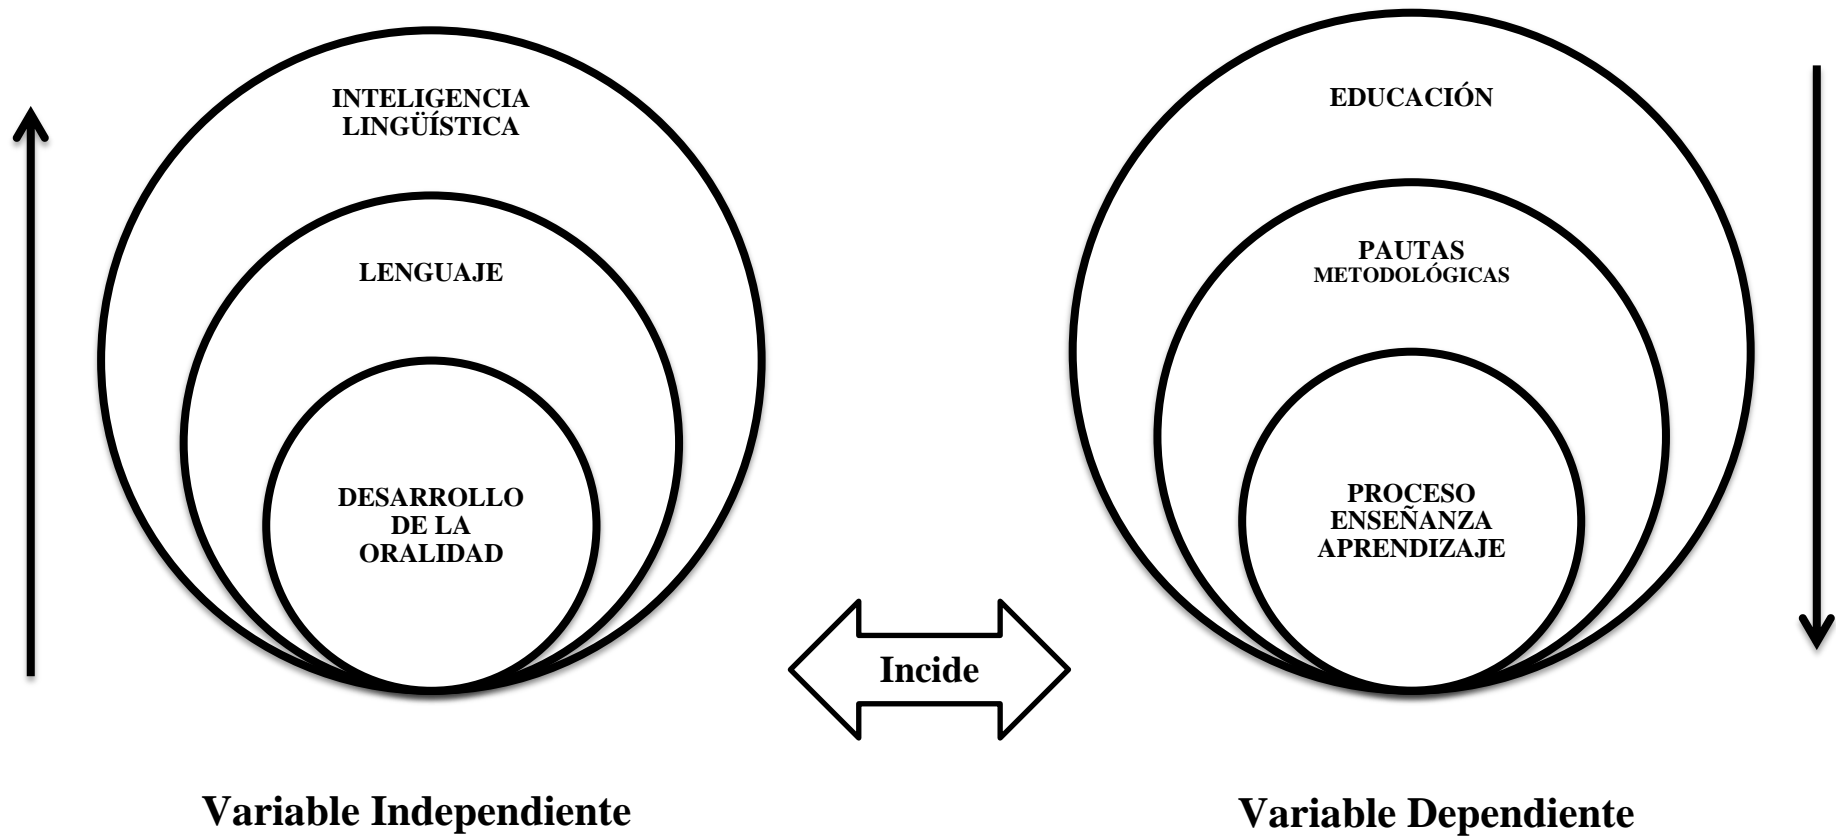 INTELIGENCIA
LINGÜÍSTICA
LENGUAJE
DESARROLLO
DE LA
ORALIDAD
Variable Independiente
Incide
EDUCACIÓN
PAUTAS
METODOLÓGICAS
PROCESO
ENSEÑANZA
APRENDIZAJE
Variable Dependiente